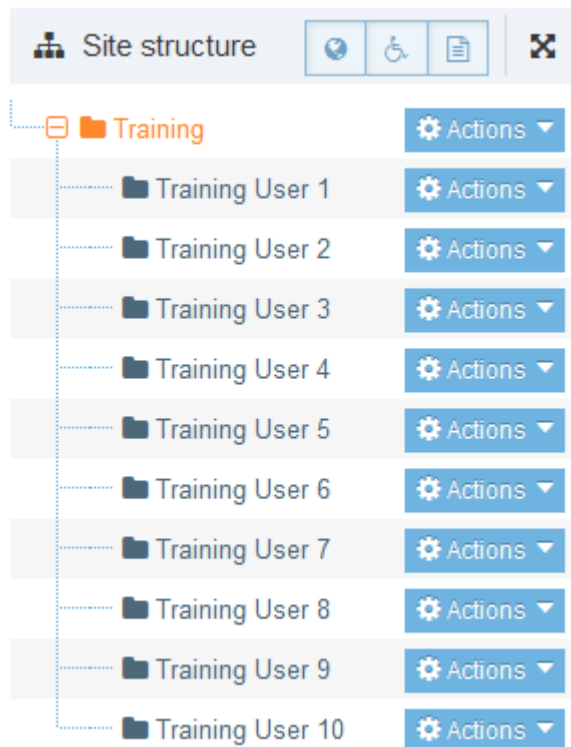 Site structure
Training Actions
Training User 1 Actions
Training User 2 Actions
Training User 3 Actions
Training User 4 Actions
Training User 5 Actions
Training User 6 Actions
Training User 7 Actions
Training User 8 Actions
Training User 9 Actions
Training User 10 Actions